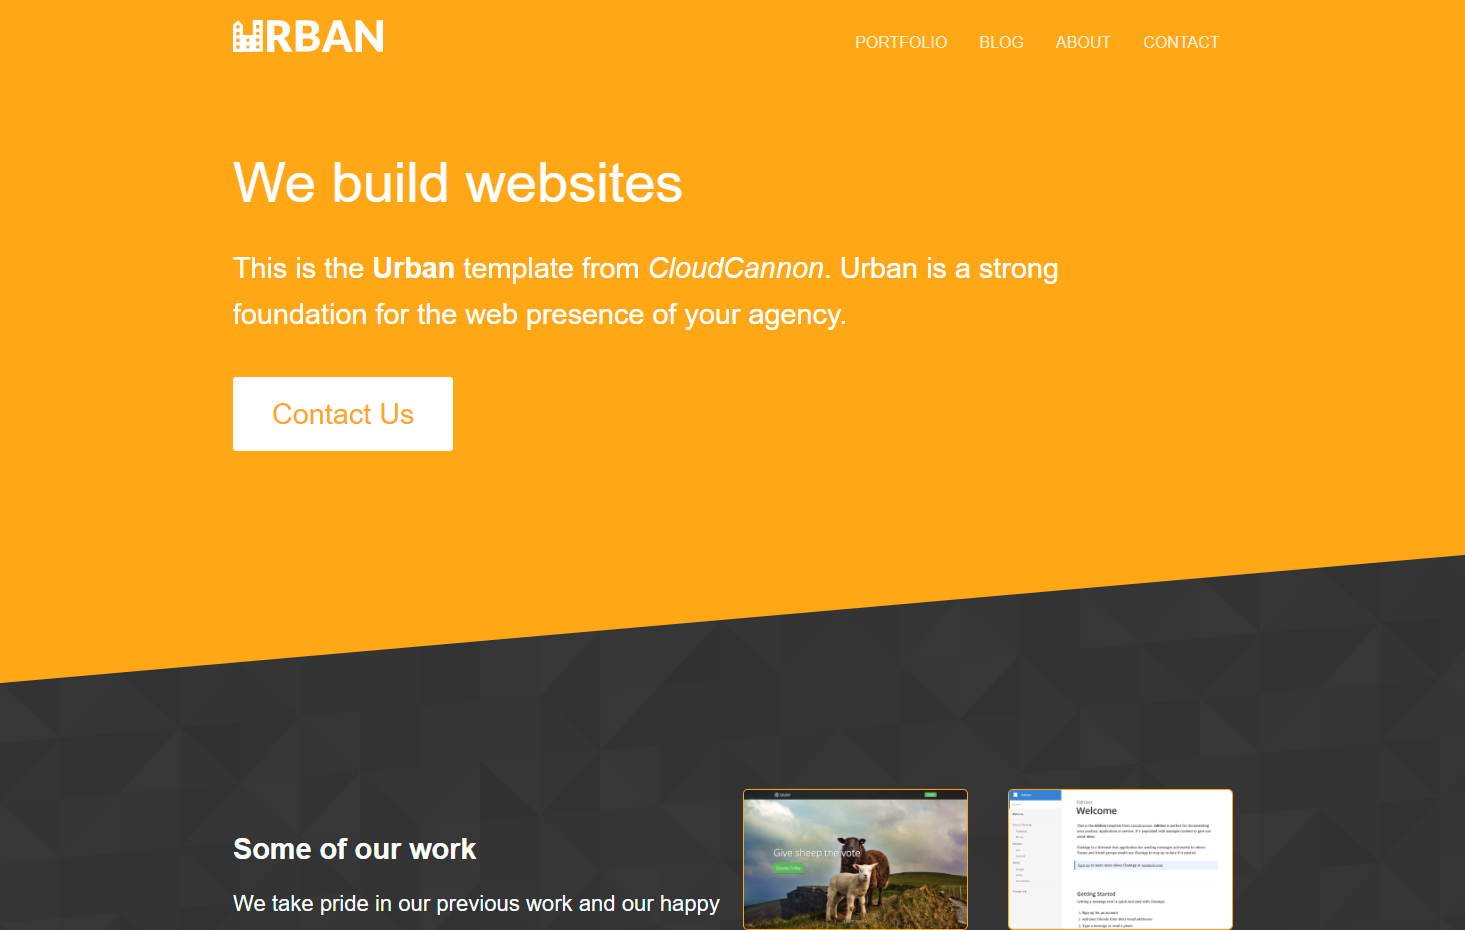 URBAN
PORTFOLIO BLOG ABOUT CONTACT
We build websites
This is the Urban template from CloudCannon. Urban is a strong
foundation for the web presence of your agency.
Contact Us
Some of our work
We take pride in our previous work and our happy
Give sheep the vote
Welcome
Getting Started